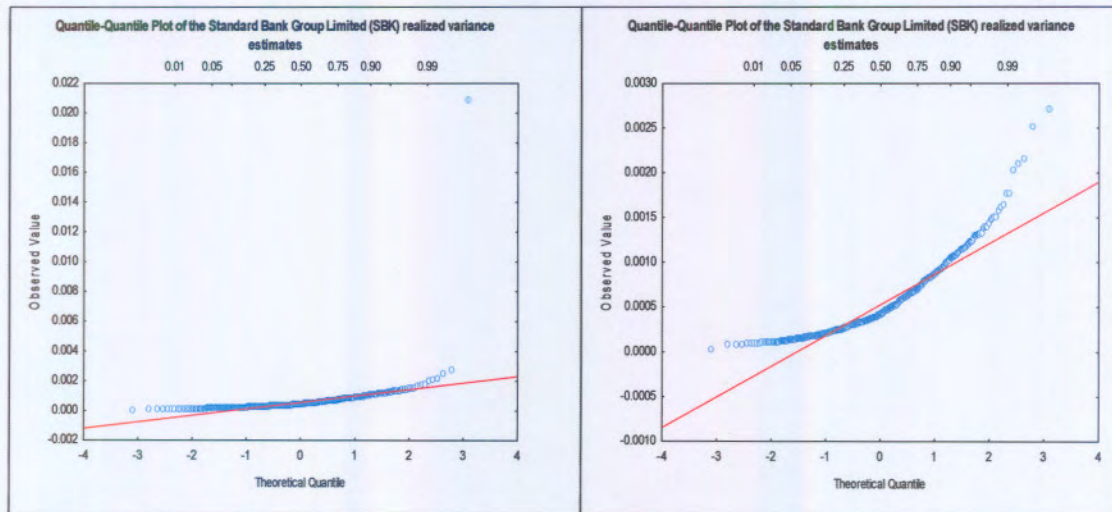 Quantile-Quantile Plot of the Standard Bank Group Limited (SBK) realized variance
estimates
0.01 0.05 0.25 0.50 0.75 0.90 0.99
0.022
0.020
0.018
0.016
0.014
0.012
0.010
0.008
0.006
0.004
0.002
0.000
-0.002
Observed Value
-4 -3 -2 -1 0 1 2 3 4
Theoretical Quantile
Quantile-Quantile Plot of the Standard Bank Group Limited (SBK) realized variance
estimates
0.01 0.05 0.25 0.50 0.75 0.90 0.99
0.0030
0.0025
0.0020
0.0015
0.0010
0.0005
0.0000
-0.0005
-0.0010
Observed Value
-4 -3 -2 -1 0 1 2 3 4
Theoretical Quantile